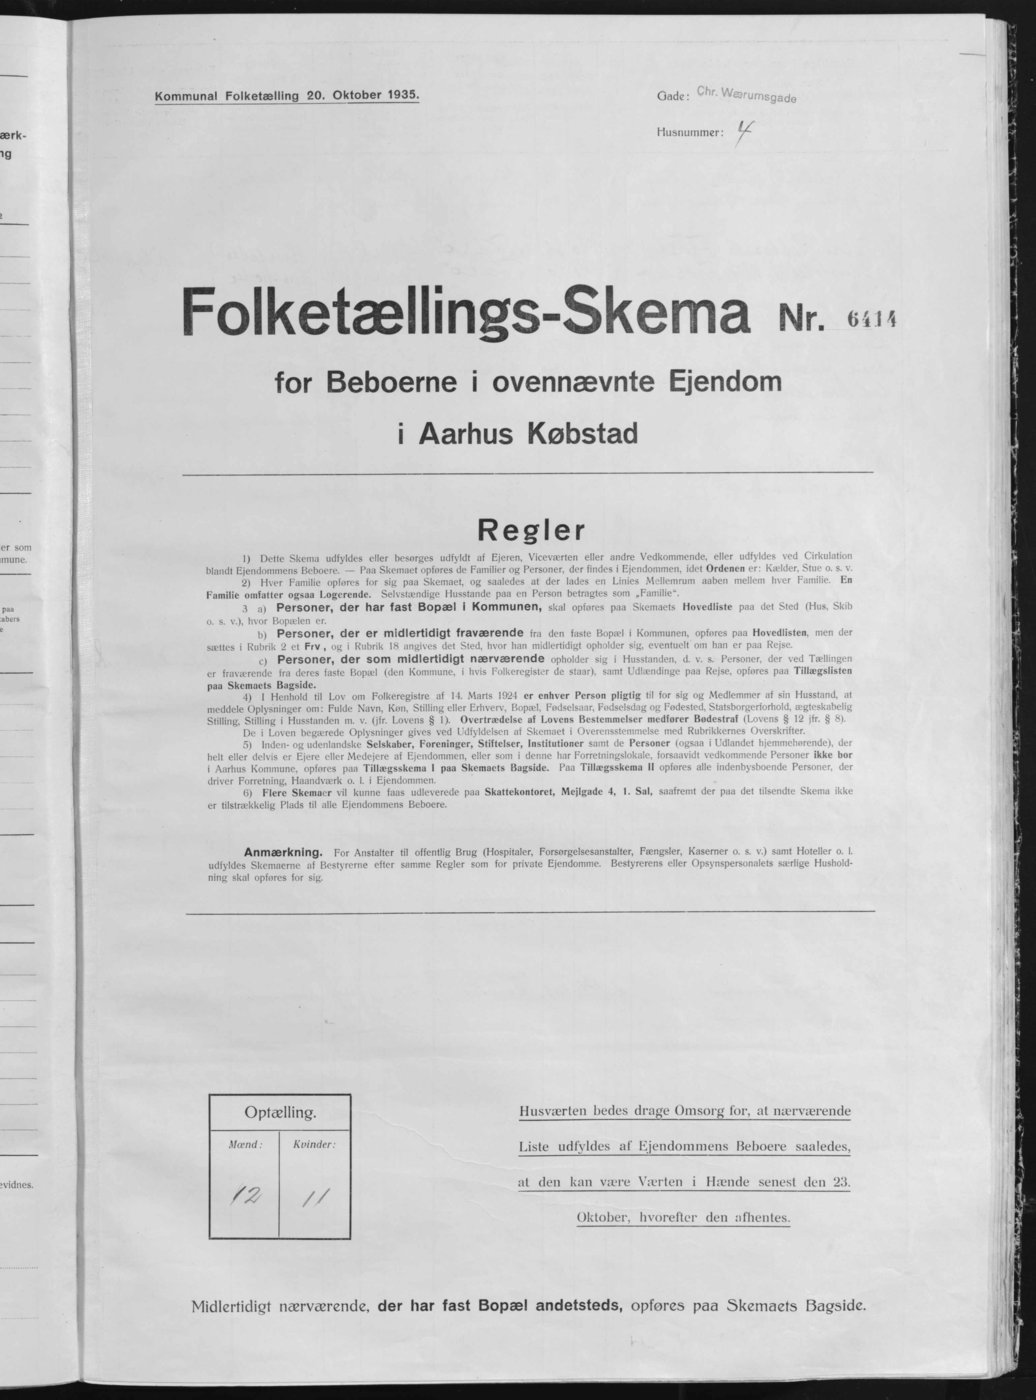 Kommunal Folketælling 20. Oktober 1935.
Gade: Chr. Wærumsgade
Husnummer: 4
Folketællings-Skema Nr. 6414
for Beboerne i ovennævnte Ejendom
i Aarhus Købstad
Regler
1) Dette Skema udfyldes eller besørges udfyldt af Ejeren, Viceværten eller andre Vedkommende, eller udfyldes ved Cirkulation
blandt Ejendommens Beboere. — Paa Skemaet opføres de Familier og Personer, der findes i Ejendommen, idet Ordenen er: Kælder, Stue o. s. v.
2) Hver Familie opføres for sig paa Skemaet, og saaledes at der lades en Linies Mellemrum aaben mellem hver Familie. En
Familie omfatter ogsaa Logerende. Selvstændige Husstande paa en Person betragtes som „Familie“.
3 a) Personer, der har fast Bopæl i Kommunen, skal opføres paa Skemaets Hovedliste paa det Sted (Hus, Skib
o. s. v.), hvor Bopælen er.
b) Personer, der er midlertidigt fraværende fra den faste Bopæl i Kommunen, opføres paa Hovedlisten, men der
sættes i Rubrik 2 et Frv , og i Rubrik 18 angives det Sted, hvor han midlertidigt opholder sig, eventuelt om han er paa Rejse.
c) Personer, der som midlertidigt nærværende opholder sig i Husstanden, d. v. s. Personer, der ved Tællingen
er fraværende fra deres faste Bopæl (den Kommune, i hvis Folkeregister de staar), samt Udlændinge paa Rejse, opføres paa Tillægslisten
paa Skemaets Bagside.
4) I Henhold til Lov om Folkeregistre af 14. Marts 1924 er enhver Person pligtig til for sig og Medlemmer af sin Husstand, at
meddele Oplysninger om: Fulde Navn, Køn, Stilling eller Erhverv, Bopæl, Fødselsaar, Fødselsdag og Fødested, Statsborgerforhold, ægteskabelig
Stilling, Stilling i Husstanden m. v. (jfr. Lovens § 1). Overtrædelse af Lovens Bestemmelser medfører Bødestraf (Lovens § 12 jfr. § 8).
De i Loven begærede Oplysninger gives ved Udfyldelsen af Skemaet i Overensstemmelse med Rubrikkernes Overskrifter.
5) Inden- og udenlandske Selskaber, Foreninger, Stiftelser, Institutioner samt de Personer (ogsaa i Udlandet hjemmehørende), der
helt eller delvis er Ejere eller Medejere af Ejendommen, eller som i denne har Forretningslokale, forsaavidt vedkommende Personer ikke bor
i Aarhus Kommune, opføres paa Tillægsskema I paa Skemaets Bagside. Paa Tillægsskema II opføres alle indenbysboende Personer, der
driver Forretning, Haandværk o. l. i Ejendommen.
6) Flere Skemaer vil kunne faas udleverede paa Skattekontoret, Mejlgade 4, 1. Sal, saafremt der paa det tilsendte Skema ikke
er tilstrækkelig Plads til alle Ejendommens Beboere.
Anmærkning. For Anstalter til offentlig Brug (Hospitaler, Forsørgelsesanstalter, Fængsler, Kaserner o. s. v.) samt Hoteller o. l.
udfyldes Skemaerne af Bestyrerne efter samme Regler som for private Ejendomme. Bestyrerens eller Opsynspersonalets særlige Hushold-
ning skal opføres for sig.
Optælling.
Mænd: Kvinder:
12 11
Husværten bedes drage Omsorg for, at nærværende
Liste udfyldes af Ejendommens Beboere saaledes,
at den kan være Værten i Hænde senest den 23.
Oktober, hvorefter den afhentes.
Midlertidigt nærværende, der har fast Bopæl andetsteds, opføres paa Skemaets Bagside.